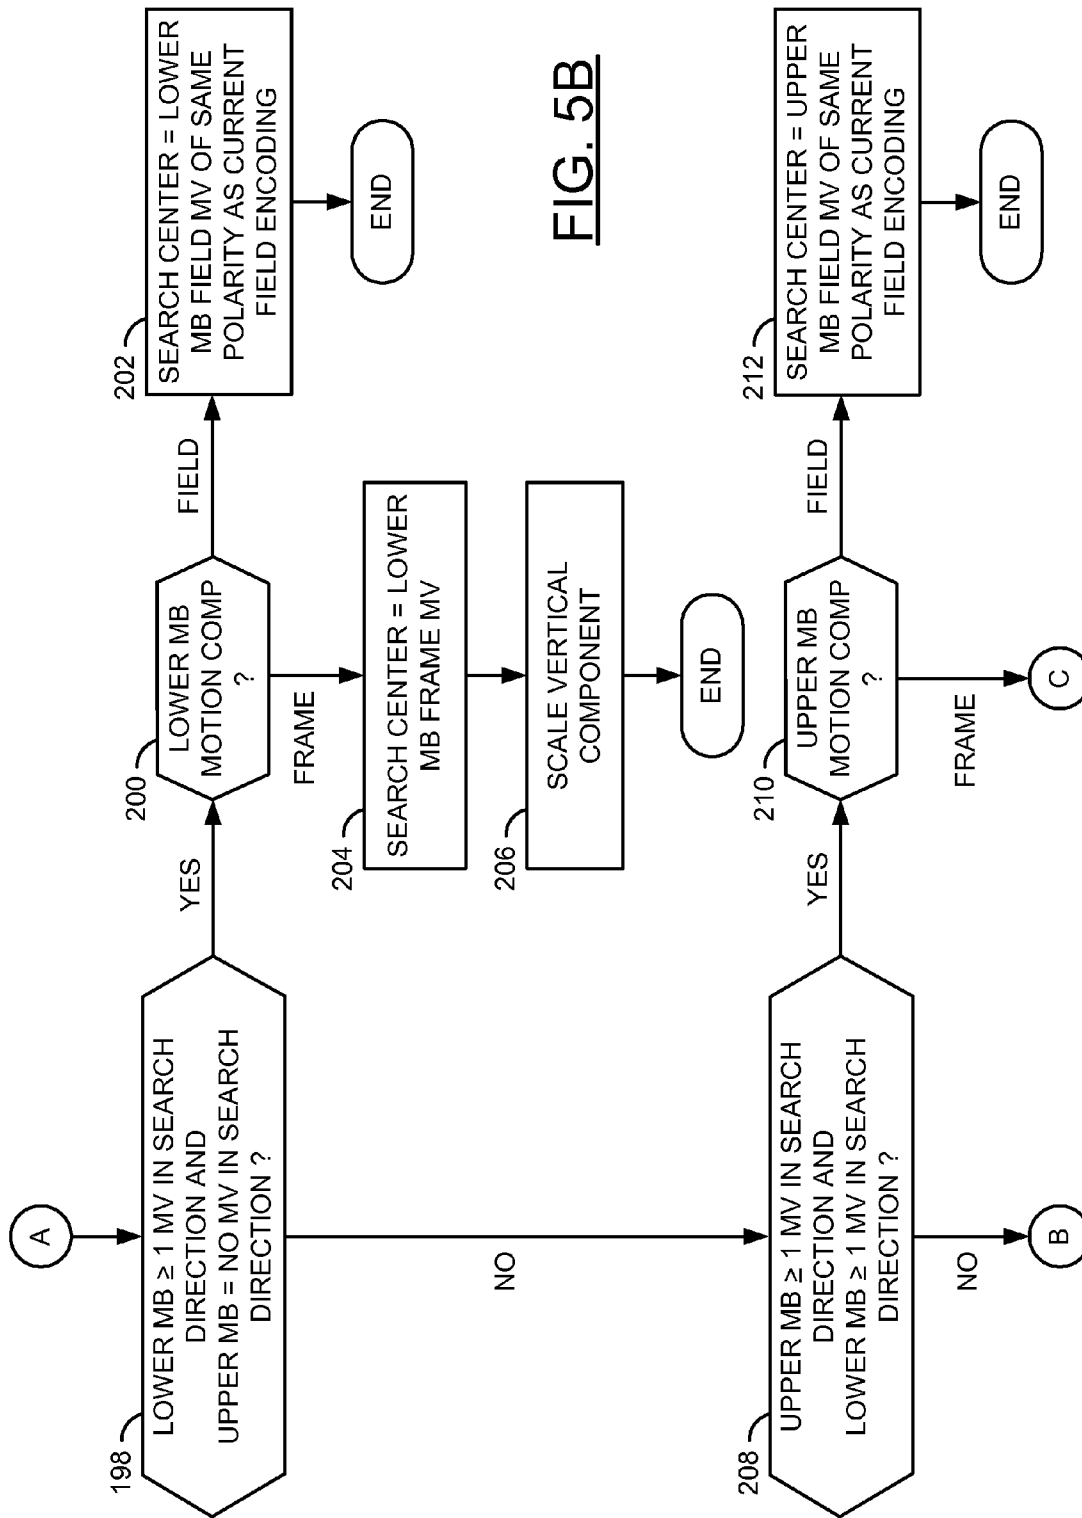 A
198
LOWER MB ≥ 1 MV IN SEARCH
DIRECTION AND
UPPER MB = NO MV IN SEARCH
DIRECTION ?
YES
200
LOWER MB
MOTION COMP
?
FIELD
202
SEARCH CENTER = LOWER
MB FIELD MV OF SAME
POLARITY AS CURRENT
FIELD ENCODING
END
FRAME
204
SEARCH CENTER = LOWER
MB FRAME MV
206
SCALE VERTICAL
COMPONENT
END
NO
208
UPPER MB ≥ 1 MV IN SEARCH
DIRECTION AND
LOWER MB ≥ 1 MV IN SEARCH
DIRECTION ?
YES
210
UPPER MB
MOTION COMP
?
FIELD
212
SEARCH CENTER = UPPER
MB FIELD MV OF SAME
POLARITY AS CURRENT
FIELD ENCODING
END
FRAME
C
NO
B
FIG. 5B